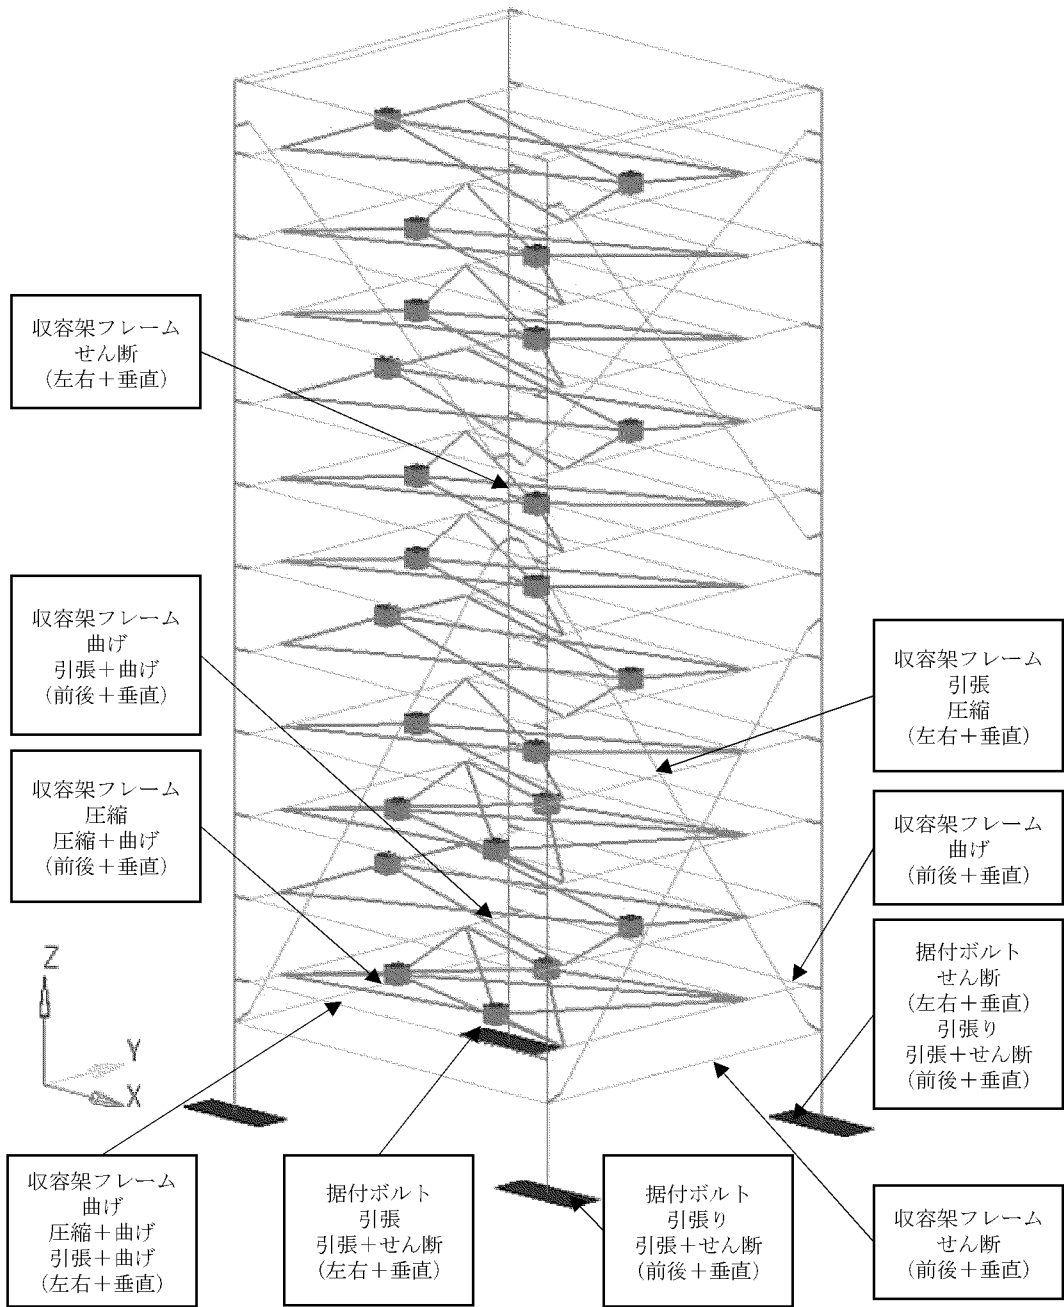 収容架フレーム
せん断
(左右＋垂直)
収容架フレーム
曲げ
引張＋曲げ
(前後＋垂直)
収容架フレーム
引張
圧縮
(左右＋垂直)
収容架フレーム
圧縮
圧縮＋曲げ
(前後＋垂直)
収容架フレーム
曲げ
(前後＋垂直)
据付ボルト
せん断
(左右＋垂直)
引張り
引張＋せん断
(前後＋垂直)
Z
Y
X
収容架フレーム
曲げ
圧縮＋曲げ
引張＋曲げ
(左右＋垂直)
据付ボルト
引張
引張＋せん断
(左右＋垂直)
据付ボルト
引張り
引張＋せん断
(前後＋垂直)
収容架フレーム
せん断
(前後＋垂直)